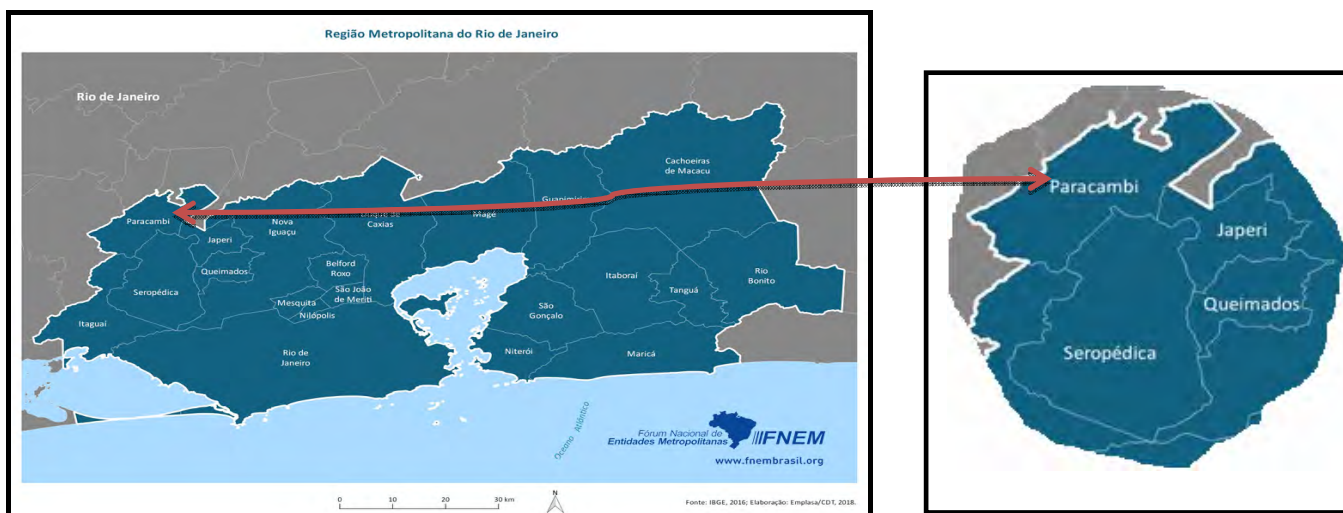 Região Metropolitana do Rio de Janeiro
Rio de Janeiro
Cachoeiras
de Macacu
Guapimirim
Paracambi
Nova
Iguaçu
Duque de
Caxias
Magé
Japeri
Queimados
Belford
Roxo
Seropédica
São João
de Meriti
Mesquita
Nilópolis
Itaguaí
Rio de
Janeiro
São
Gonçalo
Niterói
Itaboraí
Tanguá
Rio
Bonito
Maricá
Oceano Atlântico
Fórum Nacional de
Entidades Metropolitanas
FNEM
www.fnembrasil.org
0 10 20 30 km
N
Fonte: IBGE, 2016; Elaboração: Emplasa/CDT, 2018.
Paracambi
Japeri
Queimados
Seropédica